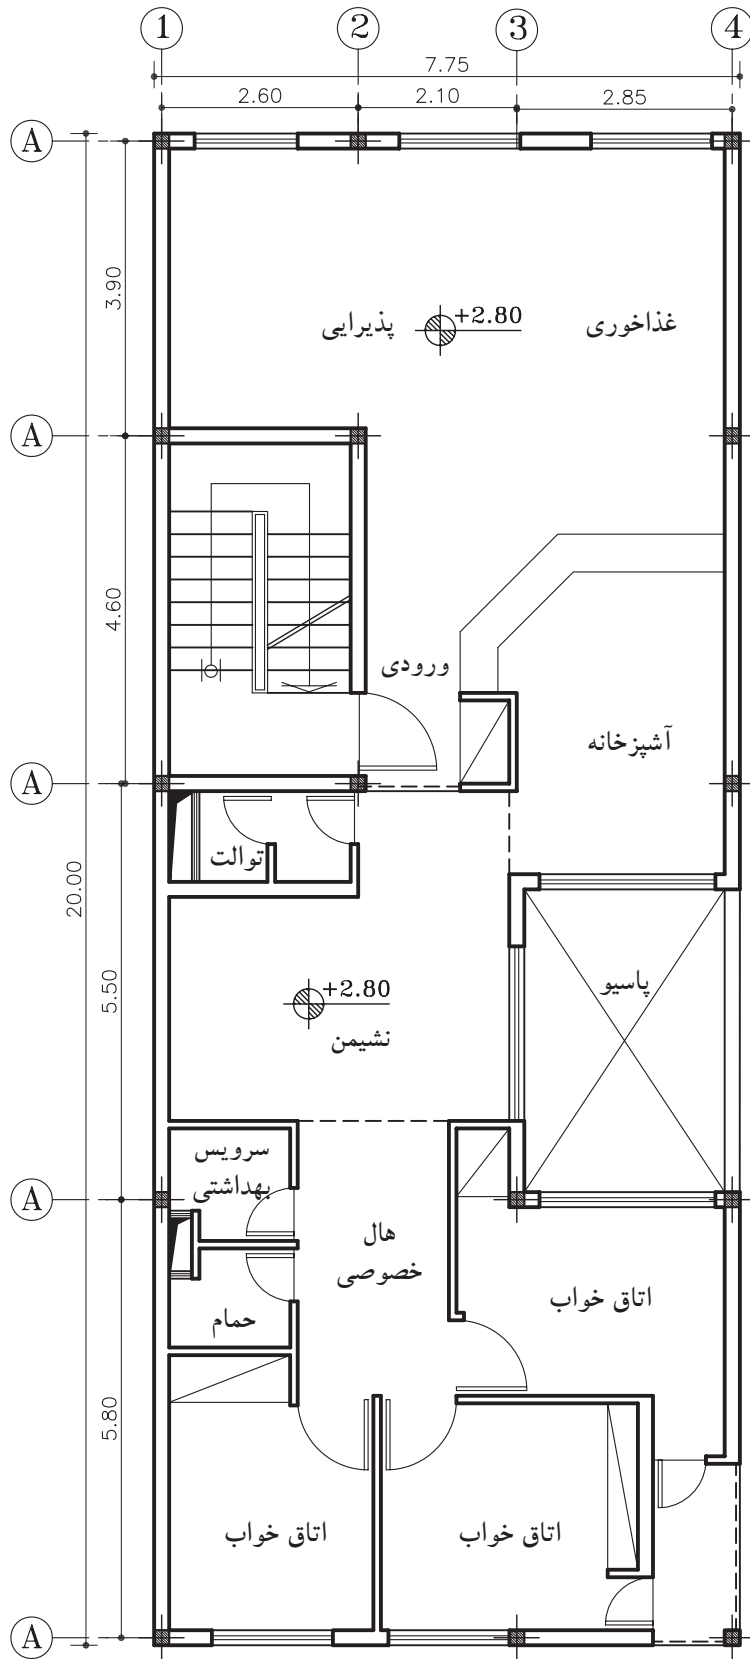 1 2 3 4
7.75
2.60 2.10 2.85
A
3.90
پذیرایی +2.80 غذاخوری
A
4.60
ورودی
آشپزخانه
A
توالت
20.00
5.50
پاسیو
+2.80
نشیمن
سرویس
بهداشتی
A
هال
خصوصی
اتاق خواب
حمام
5.80
اتاق خواب اتاق خواب
A